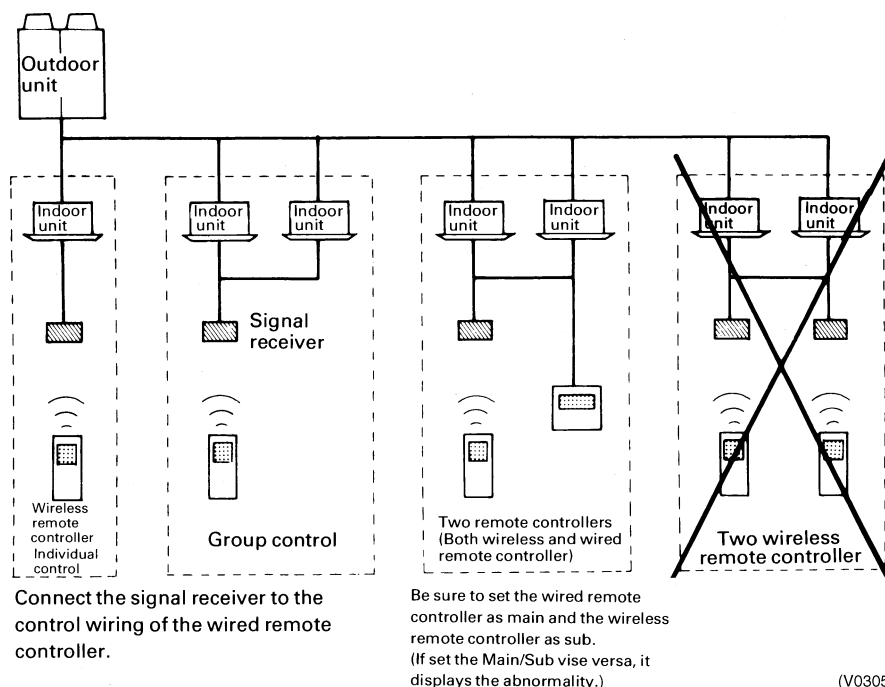 Outdoor
unit
Indoor
unit
Indoor
unit
Indoor
unit
Indoor
unit
Indoor
unit
Indoor
unit
Indoor
unit
Signal
receiver
Wireless
remote
controller
Individual
control
Group control
Two remote controllers
(Both wireless and wired
remote controller)
Two wireless
remote controller
Connect the signal receiver to the
control wiring of the wired remote
controller.
Be sure to set the wired remote
controller as main and the wireless
remote controller as sub.
(If set the Main/Sub vise versa, it
displays the abnormality.)
(V0305